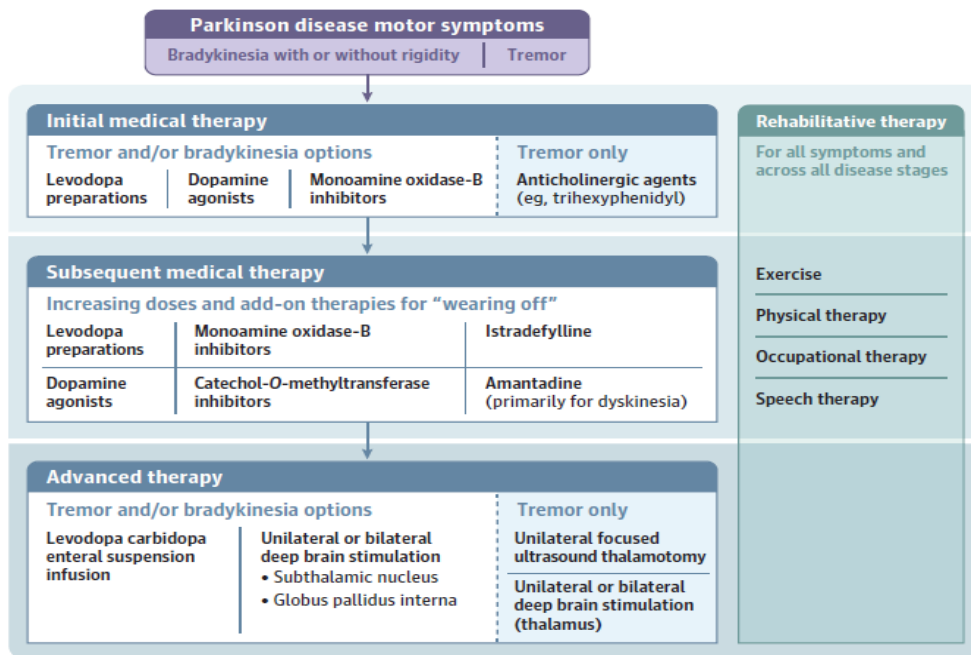 Parkinson disease motor symptoms
Bradykinesia with or without rigidity
Tremor
Initial medical therapy
Tremor and/or bradykinesia options
Levodopa
preparations
Dopamine
agonists
Monoamine oxidase-B
inhibitors
Tremor only
Anticholinergic agents
(eg, trihexyphenidyl)
Subsequent medical therapy
Increasing doses and add-on therapies for “wearing off”
Levodopa
preparations
Monoamine oxidase-B
inhibitors
Istradefylline
Dopamine
agonists
Catechol-O-methyltransferase
inhibitors
Amantadine
(primarily for dyskinesia)
Advanced therapy
Tremor and/or bradykinesia options
Levodopa carbidopa
enteral suspension
infusion
Unilateral or bilateral
deep brain stimulation
• Subthalamic nucleus
• Globus pallidus interna
Tremor only
Unilateral focused
ultrasound thalamotomy
Unilateral or bilateral
deep brain stimulation
(thalamus)
Rehabilitative therapy
For all symptoms and
across all disease stages
Exercise
Physical therapy
Occupational therapy
Speech therapy